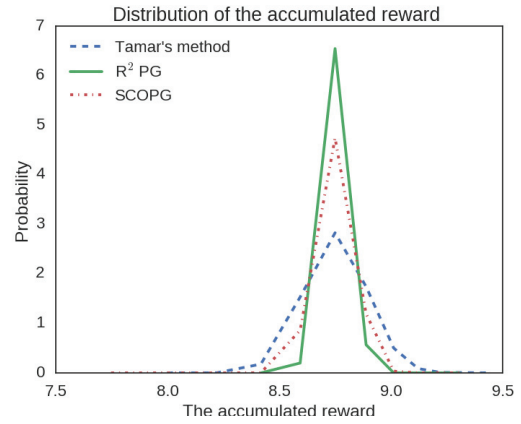 Distribution of the accumulated reward
7
6
5
4
3
2
1
0
Probability
Tamar's method
R² PG
SCOPG
7.5 8.0 8.5 9.0 9.5
The accumulated reward